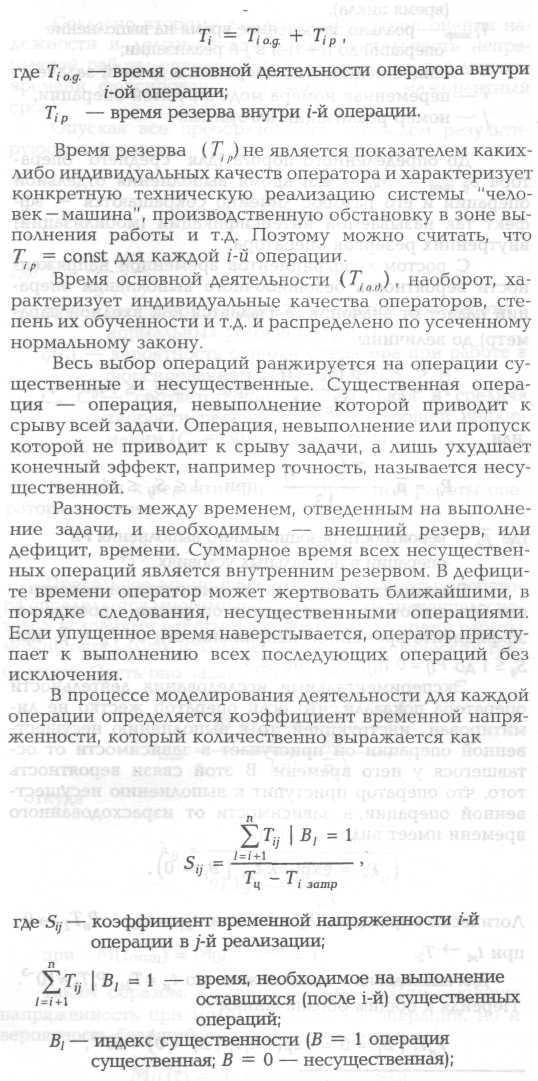 T_i = T_{i о.д.} + T_{i р} ,
где T_{i о.д.} — время основной деятельности оператора внутри
i-ой операции;
T_{i р} — время резерва внутри i-й операции.
Время резерва (T_{i р}) не является показателем каких-
либо индивидуальных качеств оператора и характеризует
конкретную техническую реализацию системы "чело-
век – машина", производственную обстановку в зоне вы-
полнения работы и т.д. Поэтому можно считать, что
T_{i р} = const для каждой i-й операции.
Время основной деятельности (T_{i о.д.}) , наоборот, ха-
рактеризует индивидуальные качества операторов, сте-
пень их обученности и т.д. и распределено по усеченному
нормальному закону.
Весь выбор операций ранжируется на операции су-
щественные и несущественные. Существенная опера-
ция — операция, невыполнение которой приводит к
срыву всей задачи. Операция, невыполнение или пропуск
которой не приводит к срыву задачи, а лишь ухудшает
конечный эффект, например точность, называется несу-
щественной.
Разность между временем, отведенным на выполне-
ние задачи, и необходимым — внешний резерв, или
дефицит, времени. Суммарное время всех несуществен-
ных операций является внутренним резервом. В дефици-
те времени оператор может жертвовать ближайшими, в
порядке следования, несущественными операциями.
Если упущенное время наверстывается, оператор присту-
пает к выполнению всех последующих операций без
исключения.
В процессе моделирования деятельности для каждой
операции определяется коэффициент временной напря-
женности, который количественно выражается как
S_{ij} = \frac{\sum_{l=i+1}^{n} T_{ij} | B_l = 1}{T_ц − T_{i затр}} ,
где S_{ij} — коэффициент временной напряженности i-й
операции в j-й реализации;
\sum_{l=i+1}^{n} T_{ij} | B_l = 1 — время, необходимое на выполнение
оставшихся (после i-й) существенных
операций;
B_l — индекс существенности (B = 1 операция
существенная; B = 0 — несущественная);